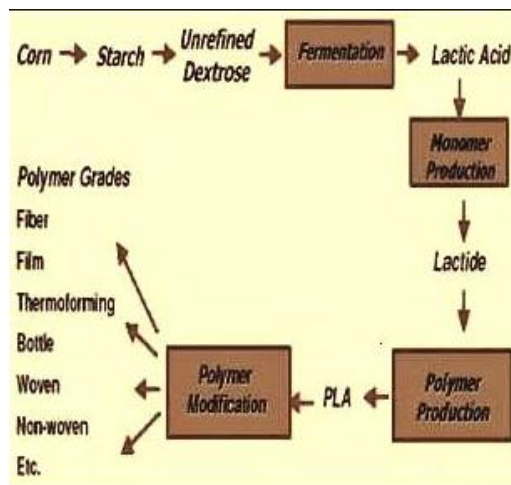 Corn
Starch
Unrefined
Dextrose
Fermentation
Lactic Acid
Monomer
Production
Lactide
Polymer
Production
PLA
Polymer
Modification
Polymer Grades
Fiber
Film
Thermoforming
Bottle
Woven
Non-woven
Etc.